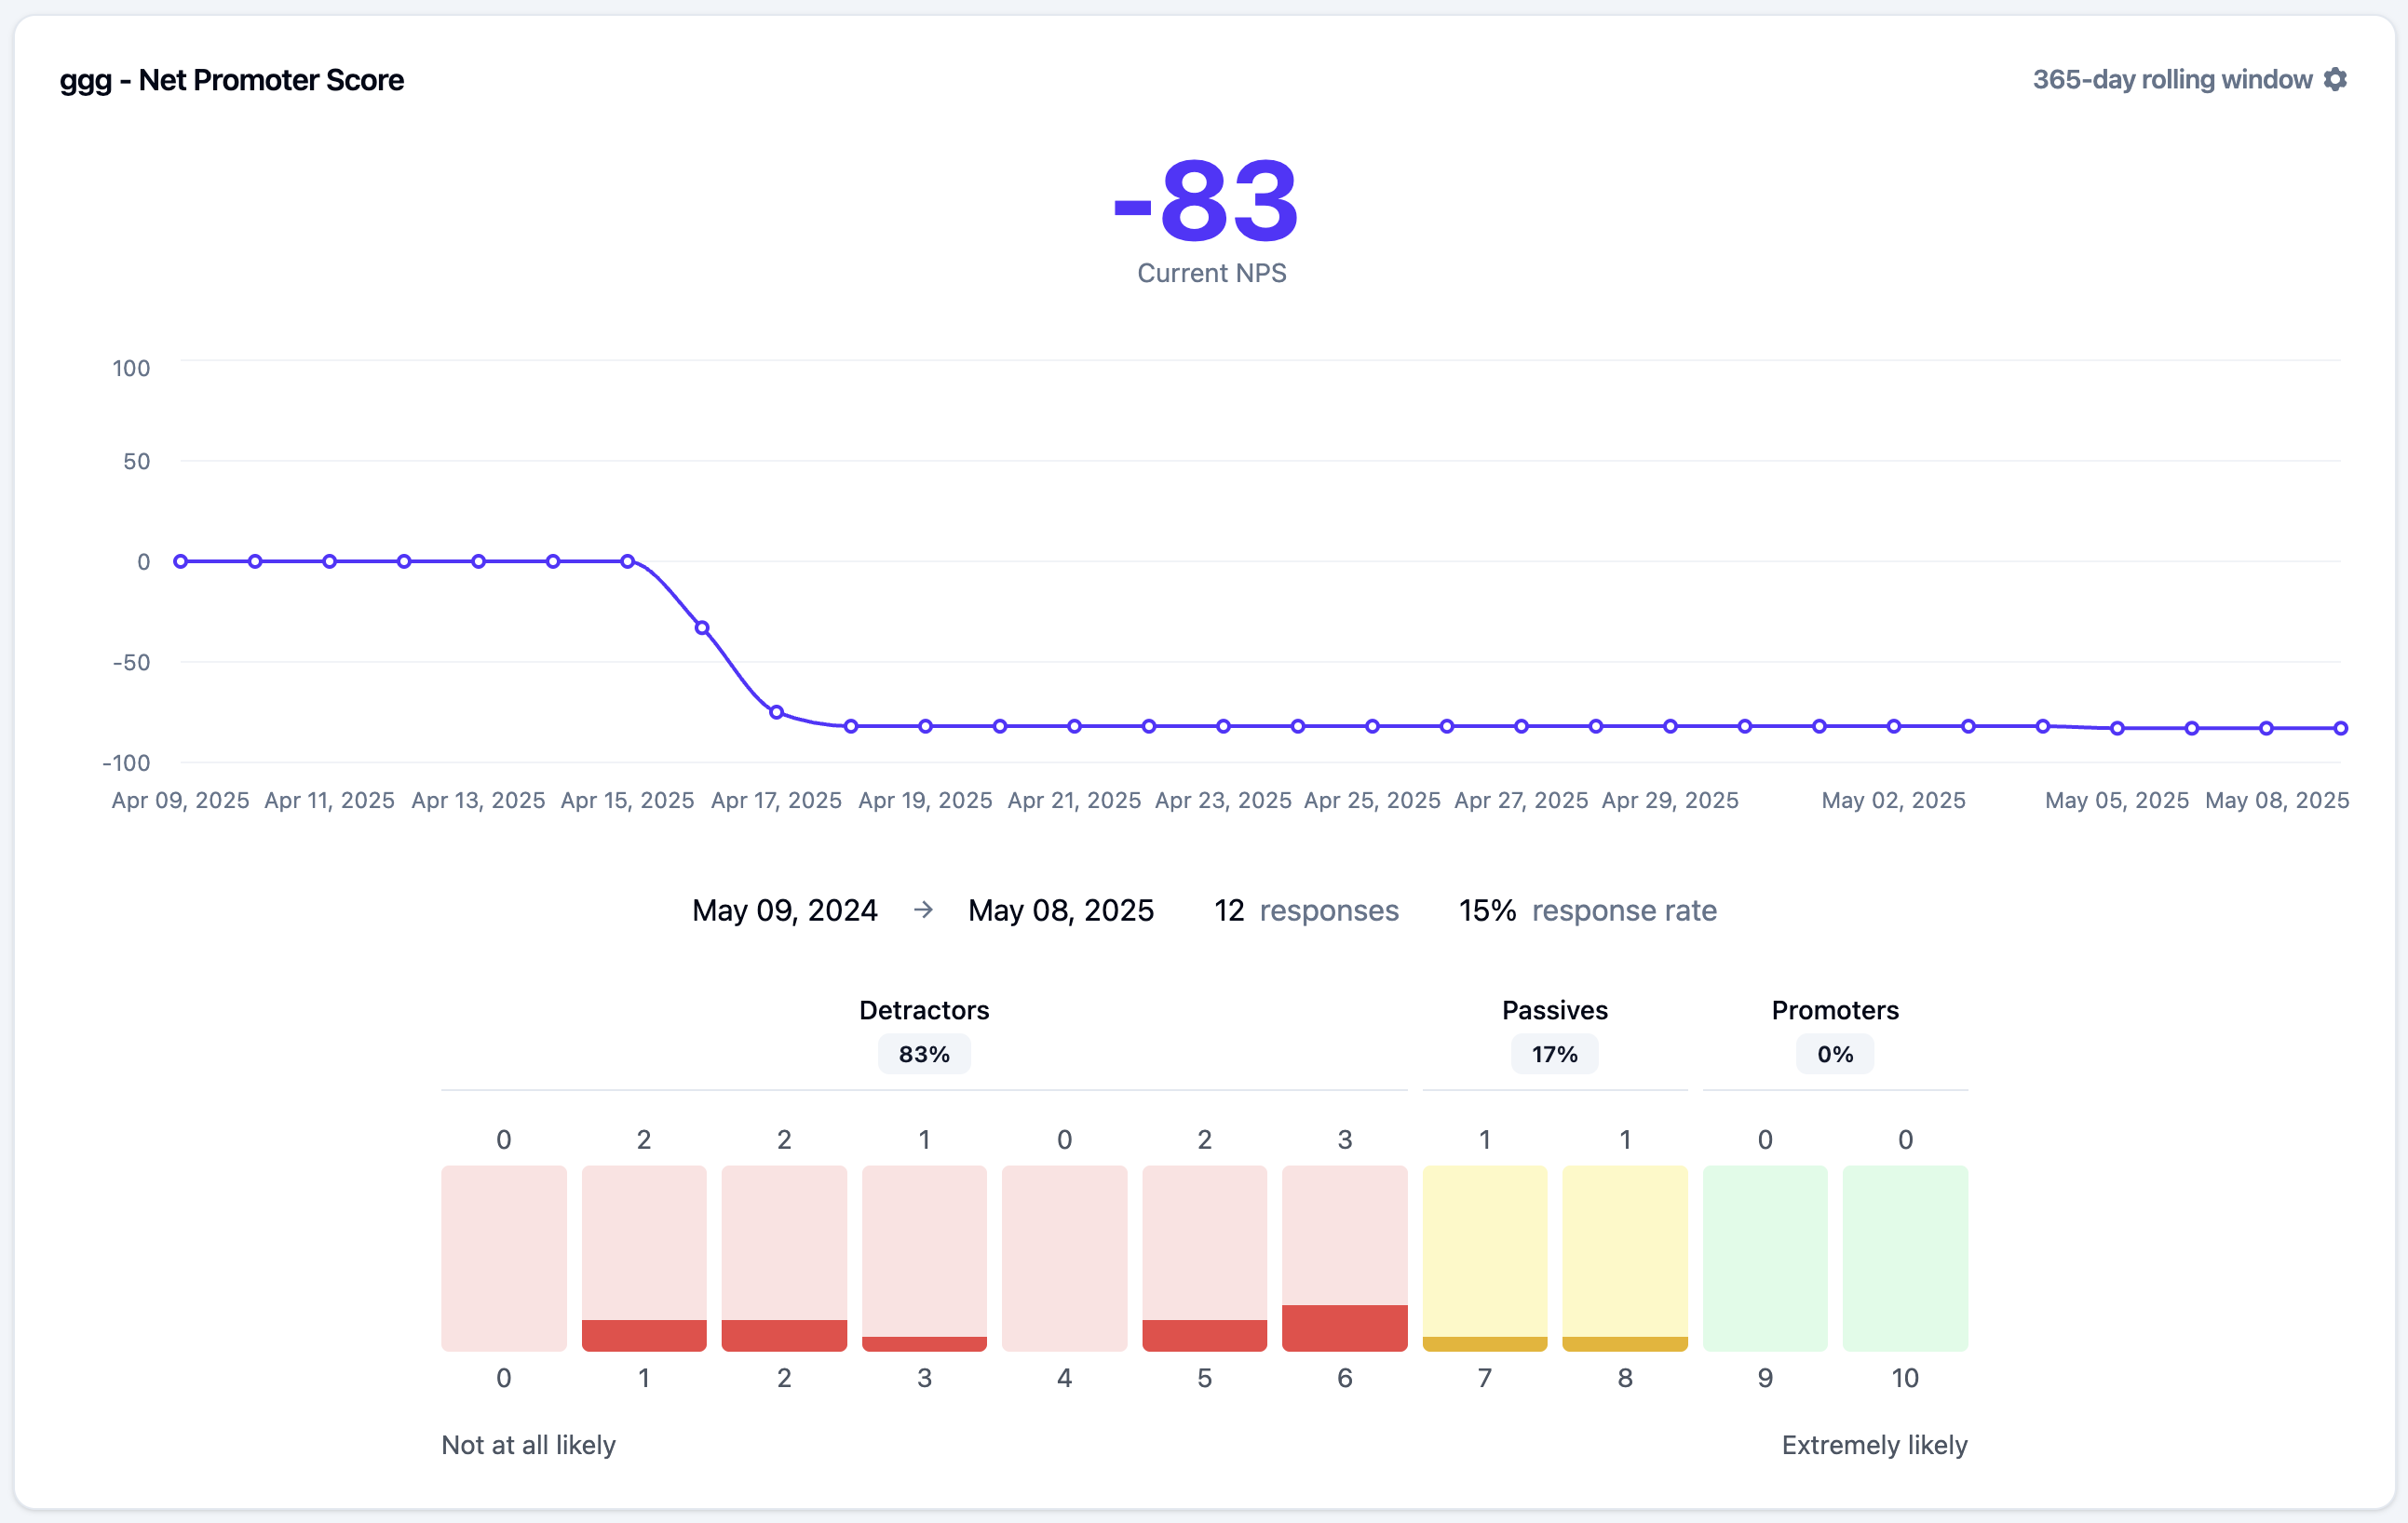 ggg - Net Promoter Score
365-day rolling window
-83
Current NPS
100
50
0
-50
-100
Apr 09, 2025 Apr 11, 2025 Apr 13, 2025 Apr 15, 2025 Apr 17, 2025 Apr 19, 2025 Apr 21, 2025 Apr 23, 2025 Apr 25, 2025 Apr 27, 2025 Apr 29, 2025 May 02, 2025 May 05, 2025 May 08, 2025
May 09, 2024 → May 08, 2025 12 responses 15% response rate
Detractors Passives Promoters
83% 17% 0%
0 2 2 1 0 2 3 1 1 0 0
0 1 2 3 4 5 6 7 8 9 10
Not at all likely Extremely likely